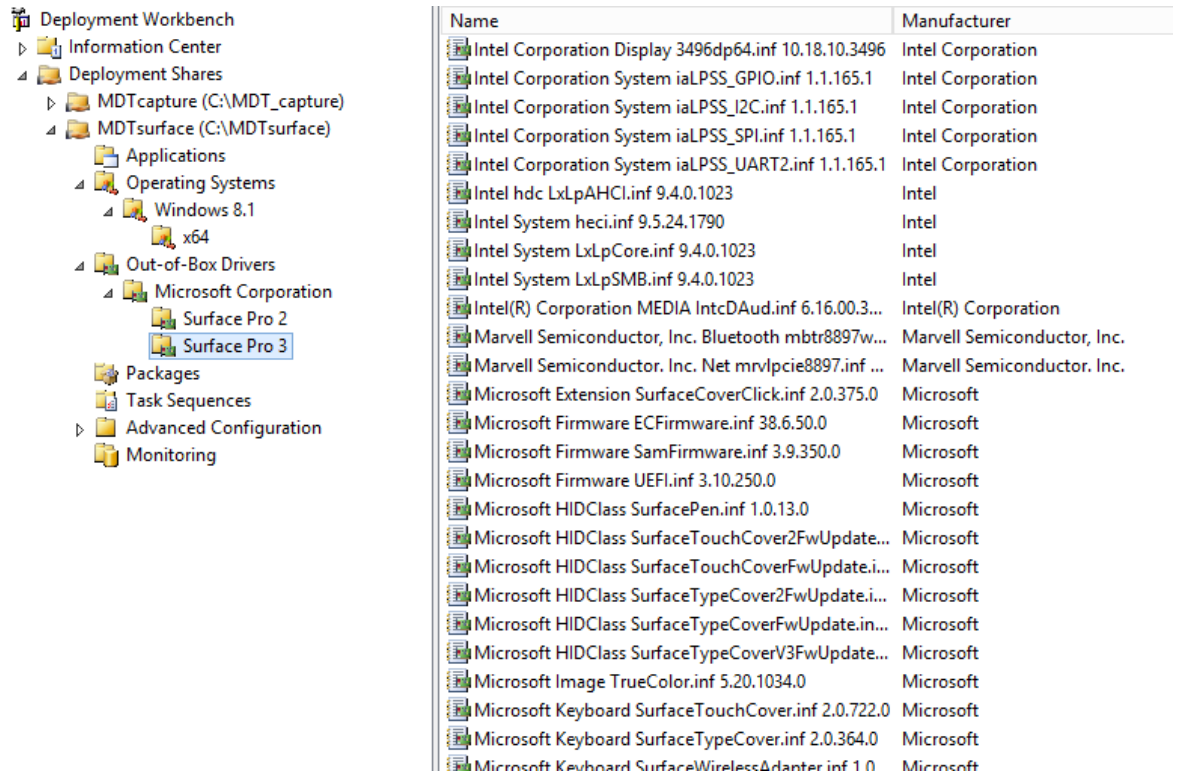 Deployment Workbench
Information Center
Deployment Shares
MDTcapture (C:\MDT_capture)
MDTsurface (C:\MDTsurface)
Applications
Operating Systems
Windows 8.1
x64
Out-of-Box Drivers
Microsoft Corporation
Surface Pro 2
Surface Pro 3
Packages
Task Sequences
Advanced Configuration
Monitoring
Name Manufacturer
Intel Corporation Display 3496dp64.inf 10.18.10.3496 Intel Corporation
Intel Corporation System iaLPSS_GPIO.inf 1.1.165.1 Intel Corporation
Intel Corporation System iaLPSS_I2C.inf 1.1.165.1 Intel Corporation
Intel Corporation System iaLPSS_SPI.inf 1.1.165.1 Intel Corporation
Intel Corporation System iaLPSS_UART2.inf 1.1.165.1 Intel Corporation
Intel hdc LxLpAHCI.inf 9.4.0.1023 Intel
Intel System heci.inf 9.5.24.1790 Intel
Intel System LxLpCore.inf 9.4.0.1023 Intel
Intel System LxLpSMB.inf 9.4.0.1023 Intel
Intel(R) Corporation MEDIA IntcDAud.inf 6.16.00.3... Intel(R) Corporation
Marvell Semiconductor, Inc. Bluetooth mbtr8897w... Marvell Semiconductor, Inc.
Marvell Semiconductor. Inc. Net mrvlpcie8897.inf ... Marvell Semiconductor. Inc.
Microsoft Extension SurfaceCoverClick.inf 2.0.375.0 Microsoft
Microsoft Firmware ECFirmware.inf 38.6.50.0 Microsoft
Microsoft Firmware SamFirmware.inf 3.9.350.0 Microsoft
Microsoft Firmware UEFI.inf 3.10.250.0 Microsoft
Microsoft HIDClass SurfacePen.inf 1.0.13.0 Microsoft
Microsoft HIDClass SurfaceTouchCover2FwUpdate... Microsoft
Microsoft HIDClass SurfaceTouchCoverFwUpdate.i... Microsoft
Microsoft HIDClass SurfaceTypeCover2FwUpdate.i... Microsoft
Microsoft HIDClass SurfaceTypeCoverFwUpdate.in... Microsoft
Microsoft HIDClass SurfaceTypeCoverV3FwUpdate... Microsoft
Microsoft Image TrueColor.inf 5.20.1034.0 Microsoft
Microsoft Keyboard SurfaceTouchCover.inf 2.0.722.0 Microsoft
Microsoft Keyboard SurfaceTypeCover.inf 2.0.364.0 Microsoft
Microsoft Keyboard SurfaceWirelessAdapter.inf 1.0... Microsoft